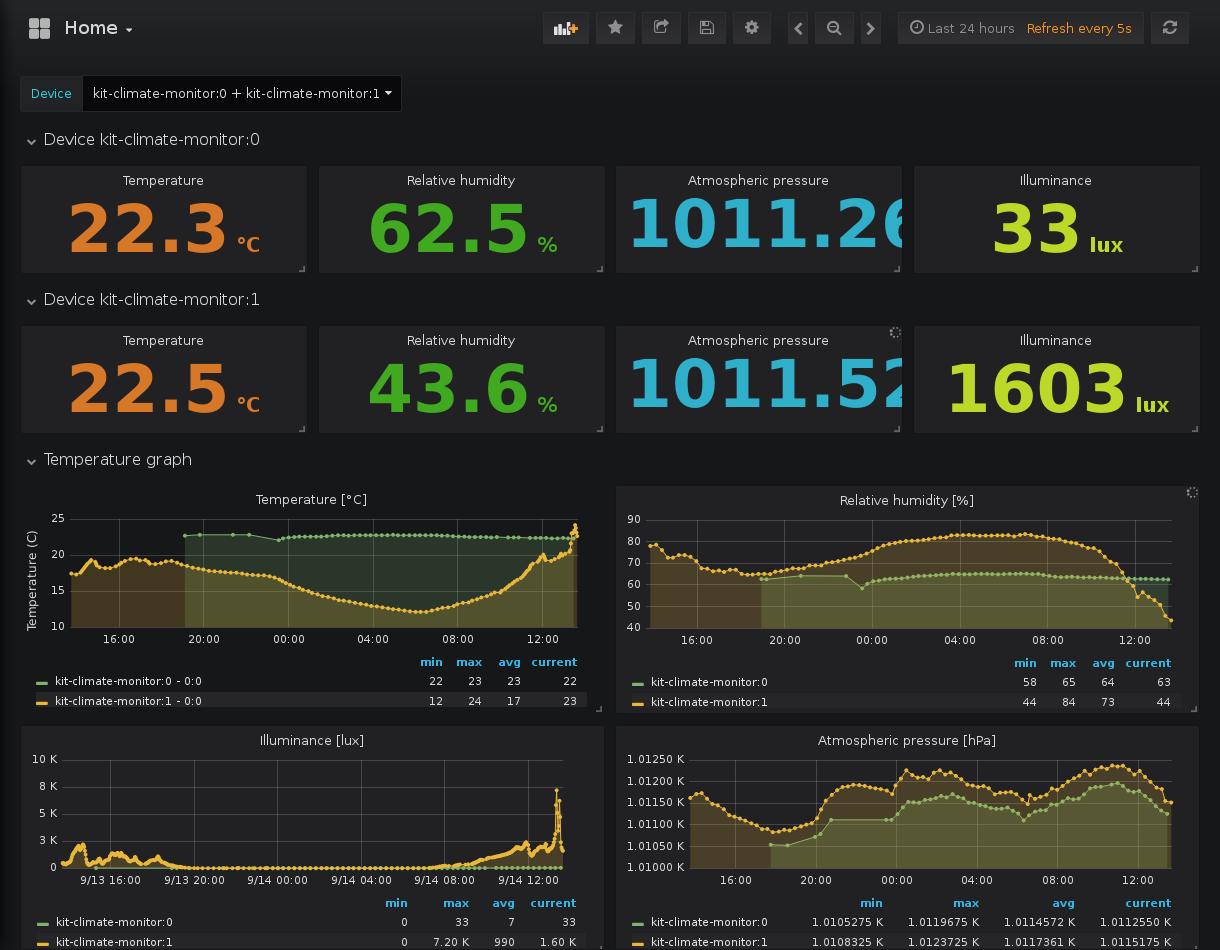 Home
Last 24 hours Refresh every 5s
Device kit-climate-monitor:0 + kit-climate-monitor:1
Device kit-climate-monitor:0
Temperature Relative humidity Atmospheric pressure Illuminance
22.3 °C 62.5 % 1011.26 33 lux
Device kit-climate-monitor:1
Temperature Relative humidity Atmospheric pressure Illuminance
22.5 °C 43.6 % 1011.52 1603 lux
Temperature graph
Temperature [°C]
Temperature (C)
25
20
15
10
16:00 20:00 00:00 04:00 08:00 12:00
min max avg current
kit-climate-monitor:0 - 0:0 22 23 23 22
kit-climate-monitor:1 - 0:0 12 24 17 23
Relative humidity [%]
90
80
70
60
50
40
16:00 20:00 00:00 04:00 08:00 12:00
min max avg current
kit-climate-monitor:0 58 65 64 63
kit-climate-monitor:1 44 84 73 44
Illuminance [lux]
10 K
8 K
5 K
3 K
0
9/13 16:00 9/13 20:00 9/14 00:00 9/14 04:00 9/14 08:00 9/14 12:00
min max avg current
kit-climate-monitor:0 0 33 7 33
kit-climate-monitor:1 0 7.20 K 990 1.60 K
Atmospheric pressure [hPa]
1.01250 K
1.01200 K
1.01150 K
1.01100 K
1.01050 K
1.01000 K
16:00 20:00 00:00 04:00 08:00 12:00
min max avg current
kit-climate-monitor:0 1.0105275 K 1.0119675 K 1.0114572 K 1.0112550 K
kit-climate-monitor:1 1.0108325 K 1.0123725 K 1.0117361 K 1.0115175 K